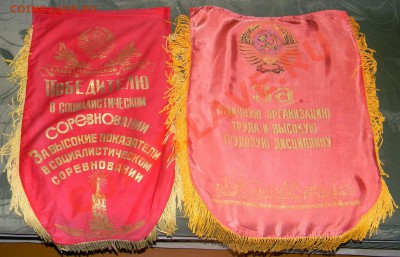 Победителю
в социалистическом
соревновании
За высокие показатели
в социалистическом
соревновании
За
организацию
труда и высокую
трудовую дисциплину